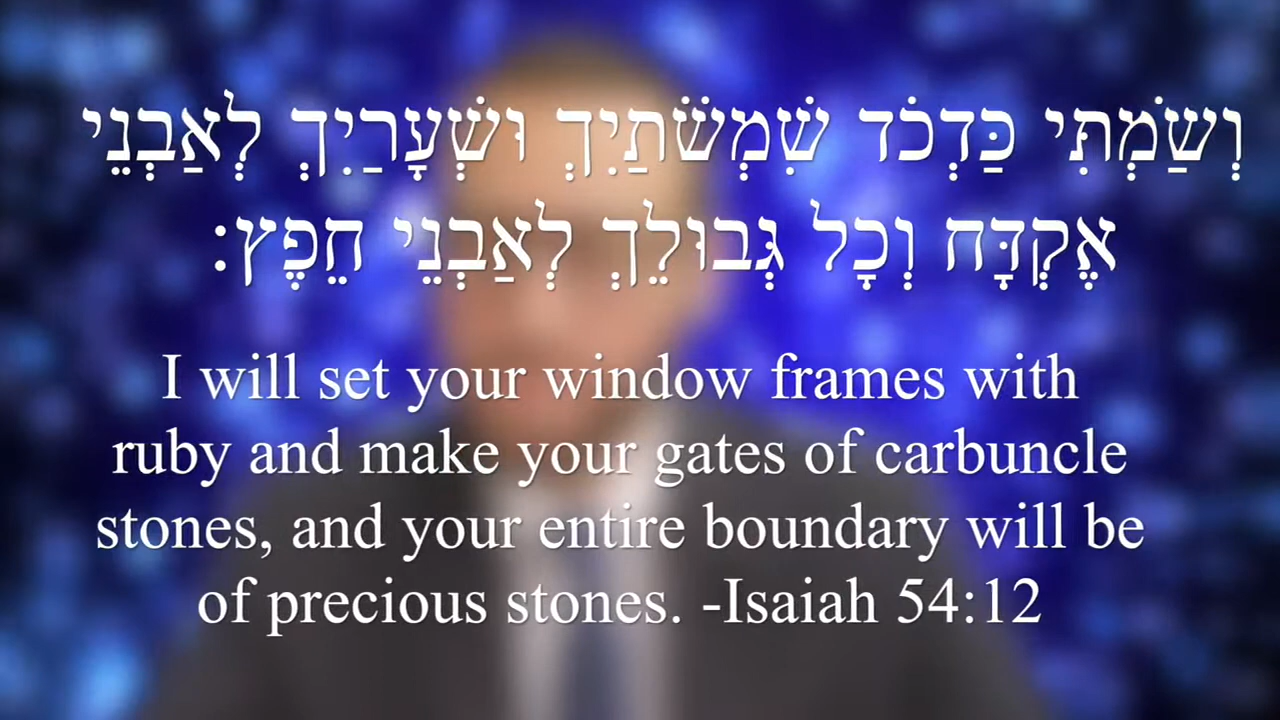 וְשַׂמְתִּי כַּדְכֹד שִׁמְשֹׁתַיִךְ וּשְׁעָרַיִךְ לְאַבְנֵי
אֶקְדָּח וְכָל גְּבוּלֵךְ לְאַבְנֵי חֵפֶץ׃
I will set your window frames with
ruby and make your gates of carbuncle
stones, and your entire boundary will be
of precious stones. -Isaiah 54:12